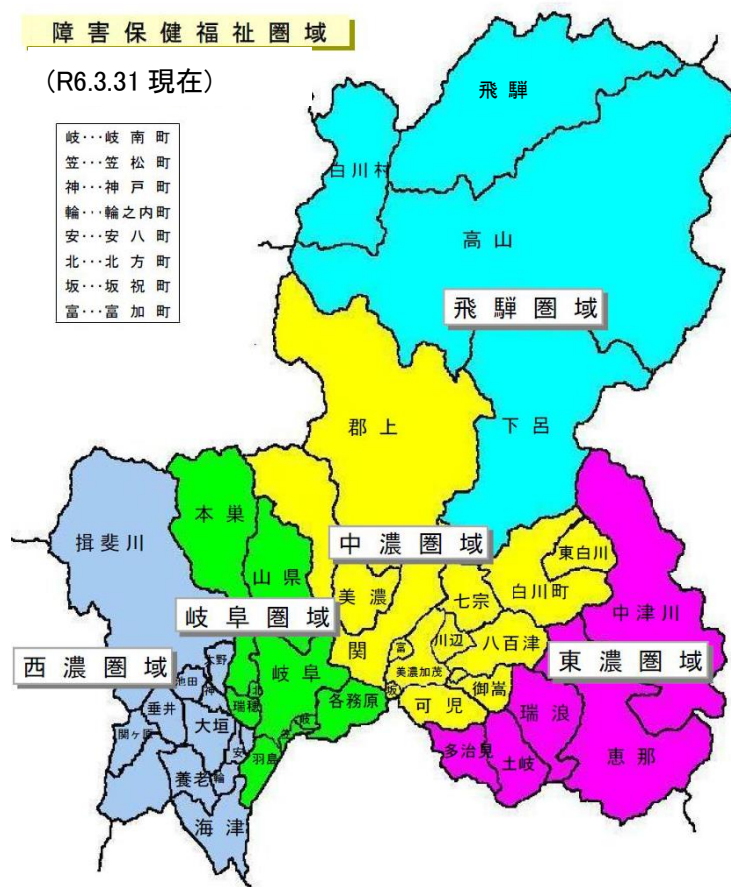 障害保健福祉圏域
(R6.3.31 現在)
岐・・・岐南町
笠・・・笠松町
神・・・神戸町
輪・・・輪之内町
安・・・安八町
北・・・北方町
坂・・・坂祝町
富・・・富加町
飛騨
白川村
高山
飛騨圏域
郡上
下呂
本巣
揖斐川
中濃圏域
東白川
山県
美濃
七宗
白川町
中津川
岐阜圏域
富
川辺
八百津
西濃圏域
大野
関
東濃圏域
池田
神
北
岐阜
美濃加茂
御嵩
垂井
瑞穂
各務原
坂
可児
瑞浪
関ヶ原
大垣
岐
笠
安
羽島
多治見
土岐
恵那
養老
輪
海津